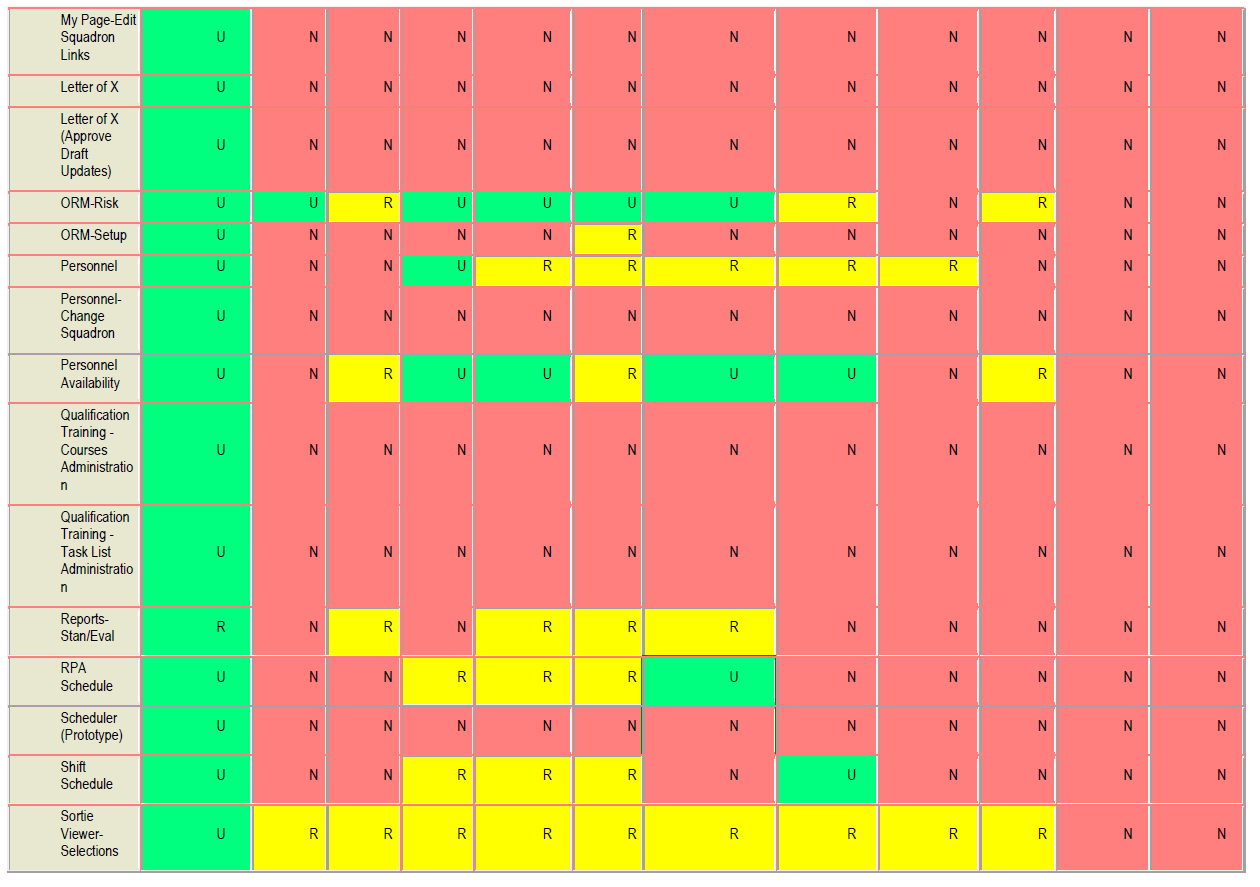 My Page-Edit
Squadron
Links
U N N N N N N N N N N N
Letter of X U N N N N N N N N N N N
Letter of X
(Approve
Draft
Updates)
U N N N N N N N N N N N
ORM-Risk U U R U U U U R N R N N
ORM-Setup U N N N N R N N N N N N
Personnel U N N U R R R R R N N N
Personnel-
Change
Squadron
U N N N N N N N N N N N
Personnel
Availability
U N R U U R U U N R N N
Qualification
Training -
Courses
Administratio
n
U N N N N N N N N N N N
Qualification
Training -
Task List
Administratio
n
U N N N N N N N N N N N
Reports-
Stan/Eval
R N R N R R R N N N N N
RPA
Schedule
U N N R R R U N N N N N
Scheduler
(Prototype)
U N N N N N N N N N N N
Shift
Schedule
U N N R R R N U N N N N
Sortie
Viewer-
Selections
U R R R R R R R R R N N